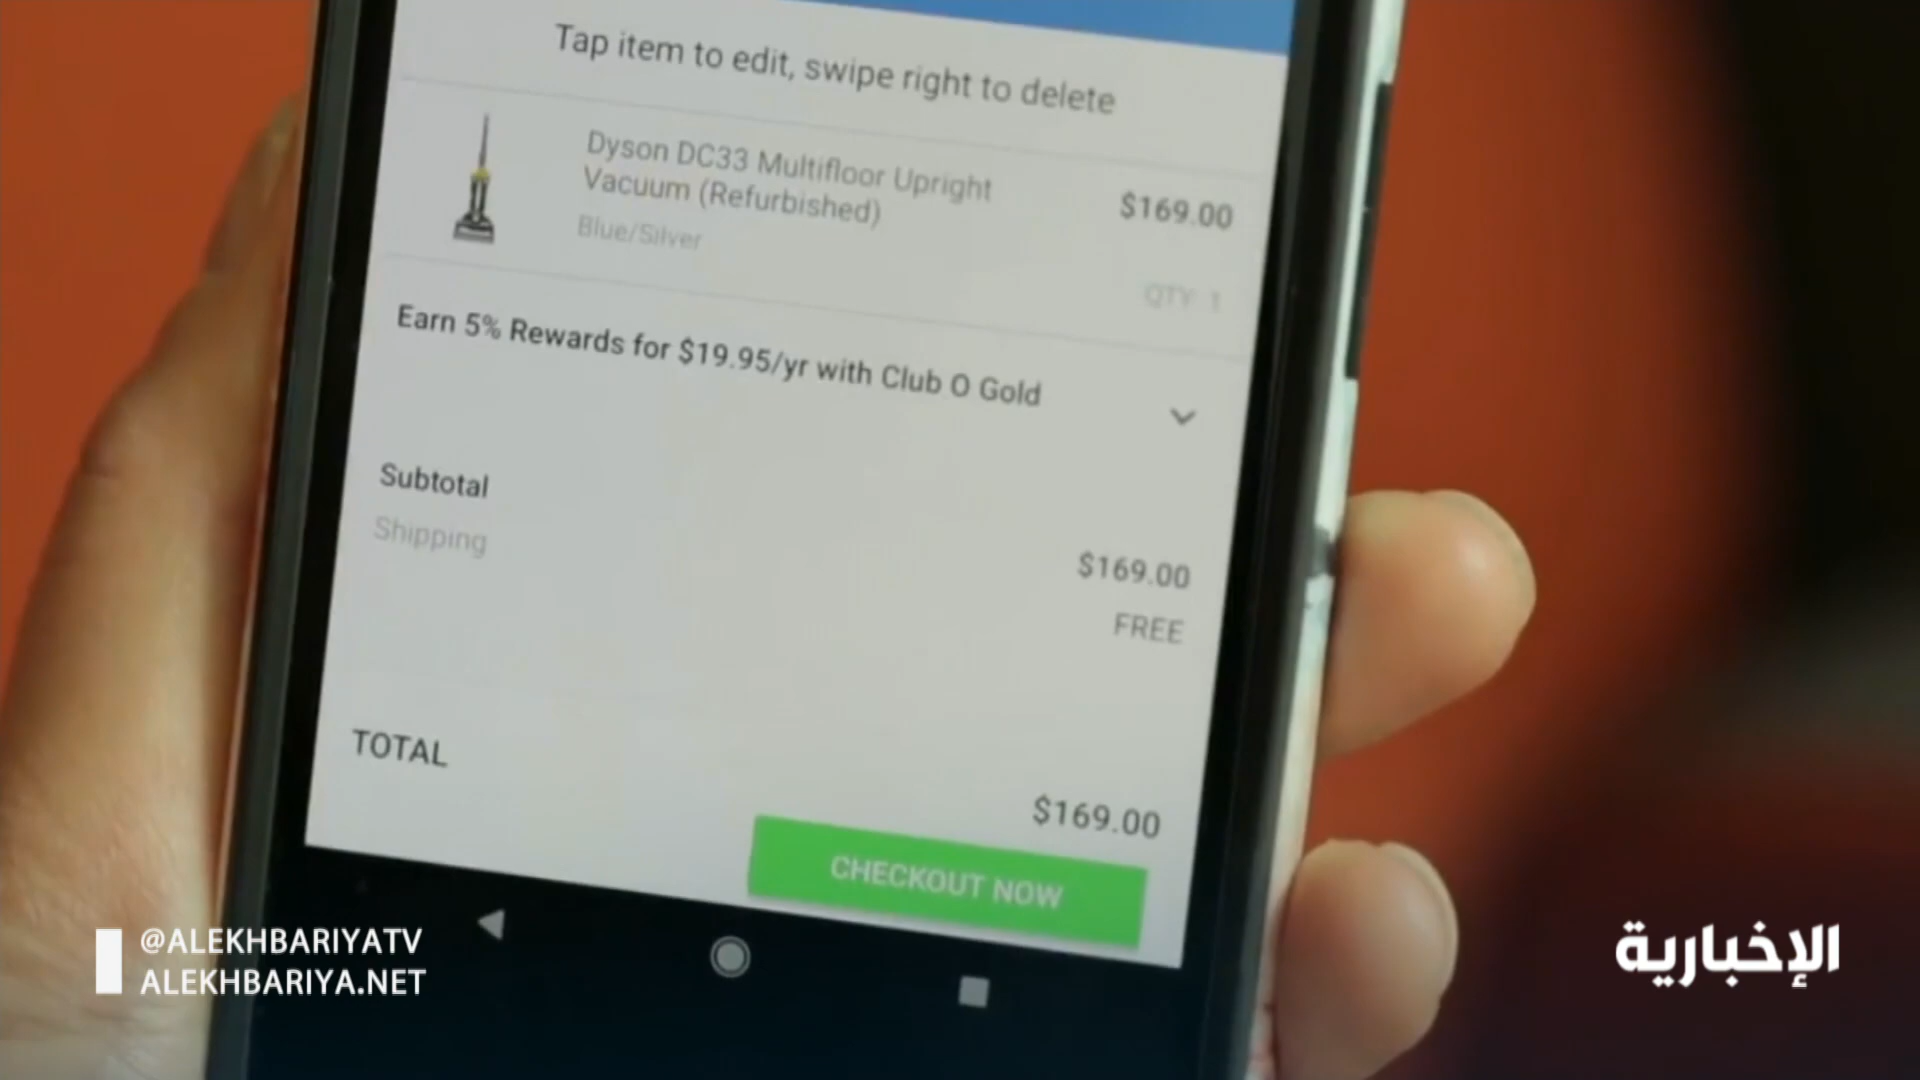 Tap item to edit, swipe right to delete
Dyson DC33 Multifloor Upright
Vacuum (Refurbished)
$169.00
Blue/Silver
QTY: 1
Earn 5% Rewards for $19.95/yr with Club O Gold
Subtotal
$169.00
Shipping
FREE
TOTAL
$169.00
CHECKOUT NOW
@ALEKHBARIYATV
ALEKHBARIYA.NET
الإخبارية